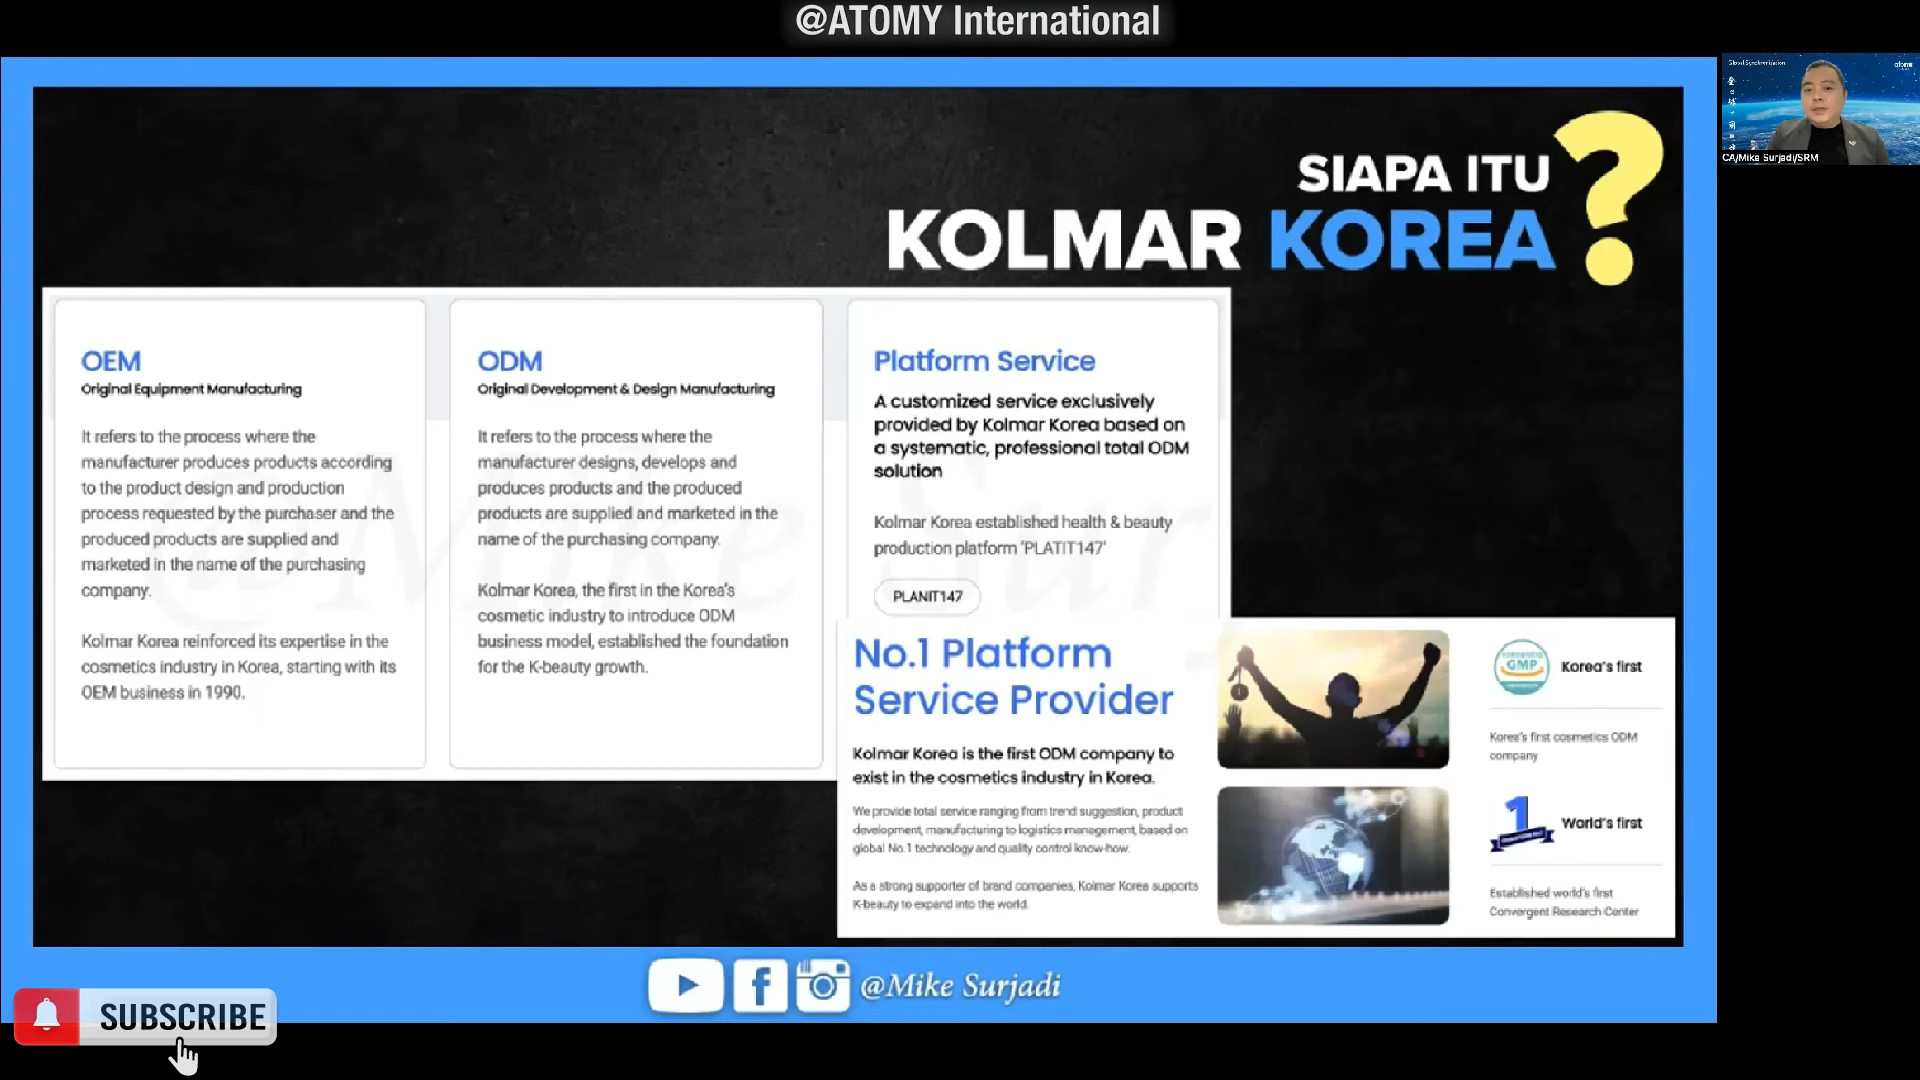 @ATOMY International
Global Synchronization
atomy
CA/Mike Surjadi/SRM
SIAPA ITU
KOLMAR KOREA?
OEM
Original Equipment Manufacturing
It refers to the process where the
manufacturer produces products according
to the product design and production
process requested by the purchaser and the
produced products are supplied and
marketed in the name of the purchasing
company.
Kolmar Korea reinforced its expertise in the
cosmetics industry in Korea, starting with its
OEM business in 1990.
ODM
Original Development & Design Manufacturing
It refers to the process where the
manufacturer designs, develops and
produces products and the produced
products are supplied and marketed in the
name of the purchasing company.
Kolmar Korea, the first in the Korea's
cosmetic industry to introduce ODM
business model, established the foundation
for the K-beauty growth.
Platform Service
A customized service exclusively
provided by Kolmar Korea based on
a systematic, professional total ODM
solution
Kolmar Korea established health & beauty
production platform 'PLATIT147'
PLANIT147
No.1 Platform
Service Provider
Kolmar Korea is the first ODM company to
exist in the cosmetics industry in Korea.
We provide total service ranging from trend suggestion, product
development, manufacturing to logistics management, based on
global No.1 technology and quality control know-how.
As a strong supporter of brand companies, Kolmar Korea supports
K-beauty to expand into the world.
GMP
Korea's first
Korea's first cosmetics ODM
company
1
World's first
Established world's first
Convergent Research Center
@Mike Surj
@Mike Surjadi
SUBSCRIBE